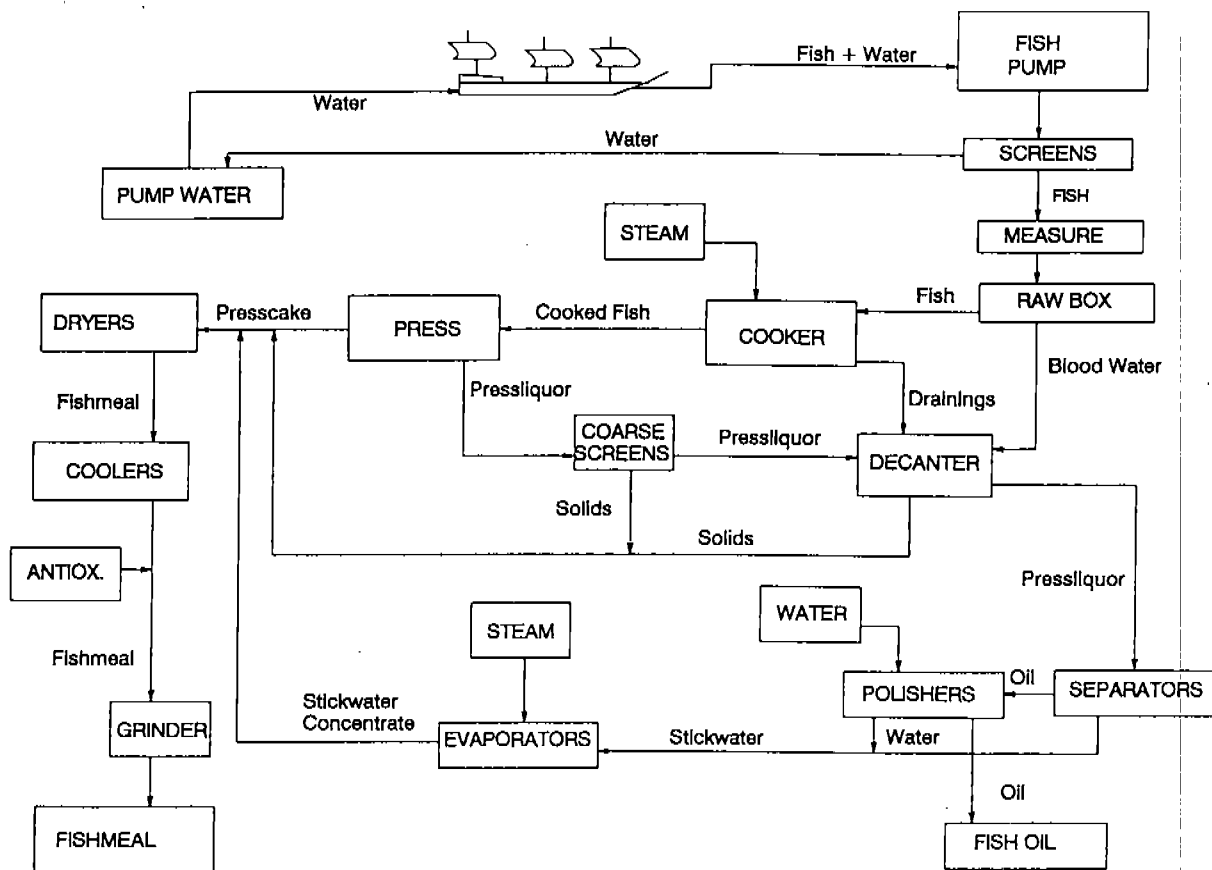 FISH
PUMP
Fish + Water
Water
Water
SCREENS
PUMP WATER
FISH
STEAM
MEASURE
DRYERS
Presscake
PRESS
Cooked Fish
COOKER
Fish
RAW BOX
Blood Water
Fishmeal
Pressliquor
Drainings
COARSE
SCREENS
Pressliquor
DECANTER
COOLERS
Solids
Solids
ANTIOX.
Pressliquor
WATER
STEAM
Fishmeal
Oil
POLISHERS
SEPARATORS
Stickwater
Concentrate
GRINDER
EVAPORATORS
Stickwater
Water
Oil
FISHMEAL
FISH OIL